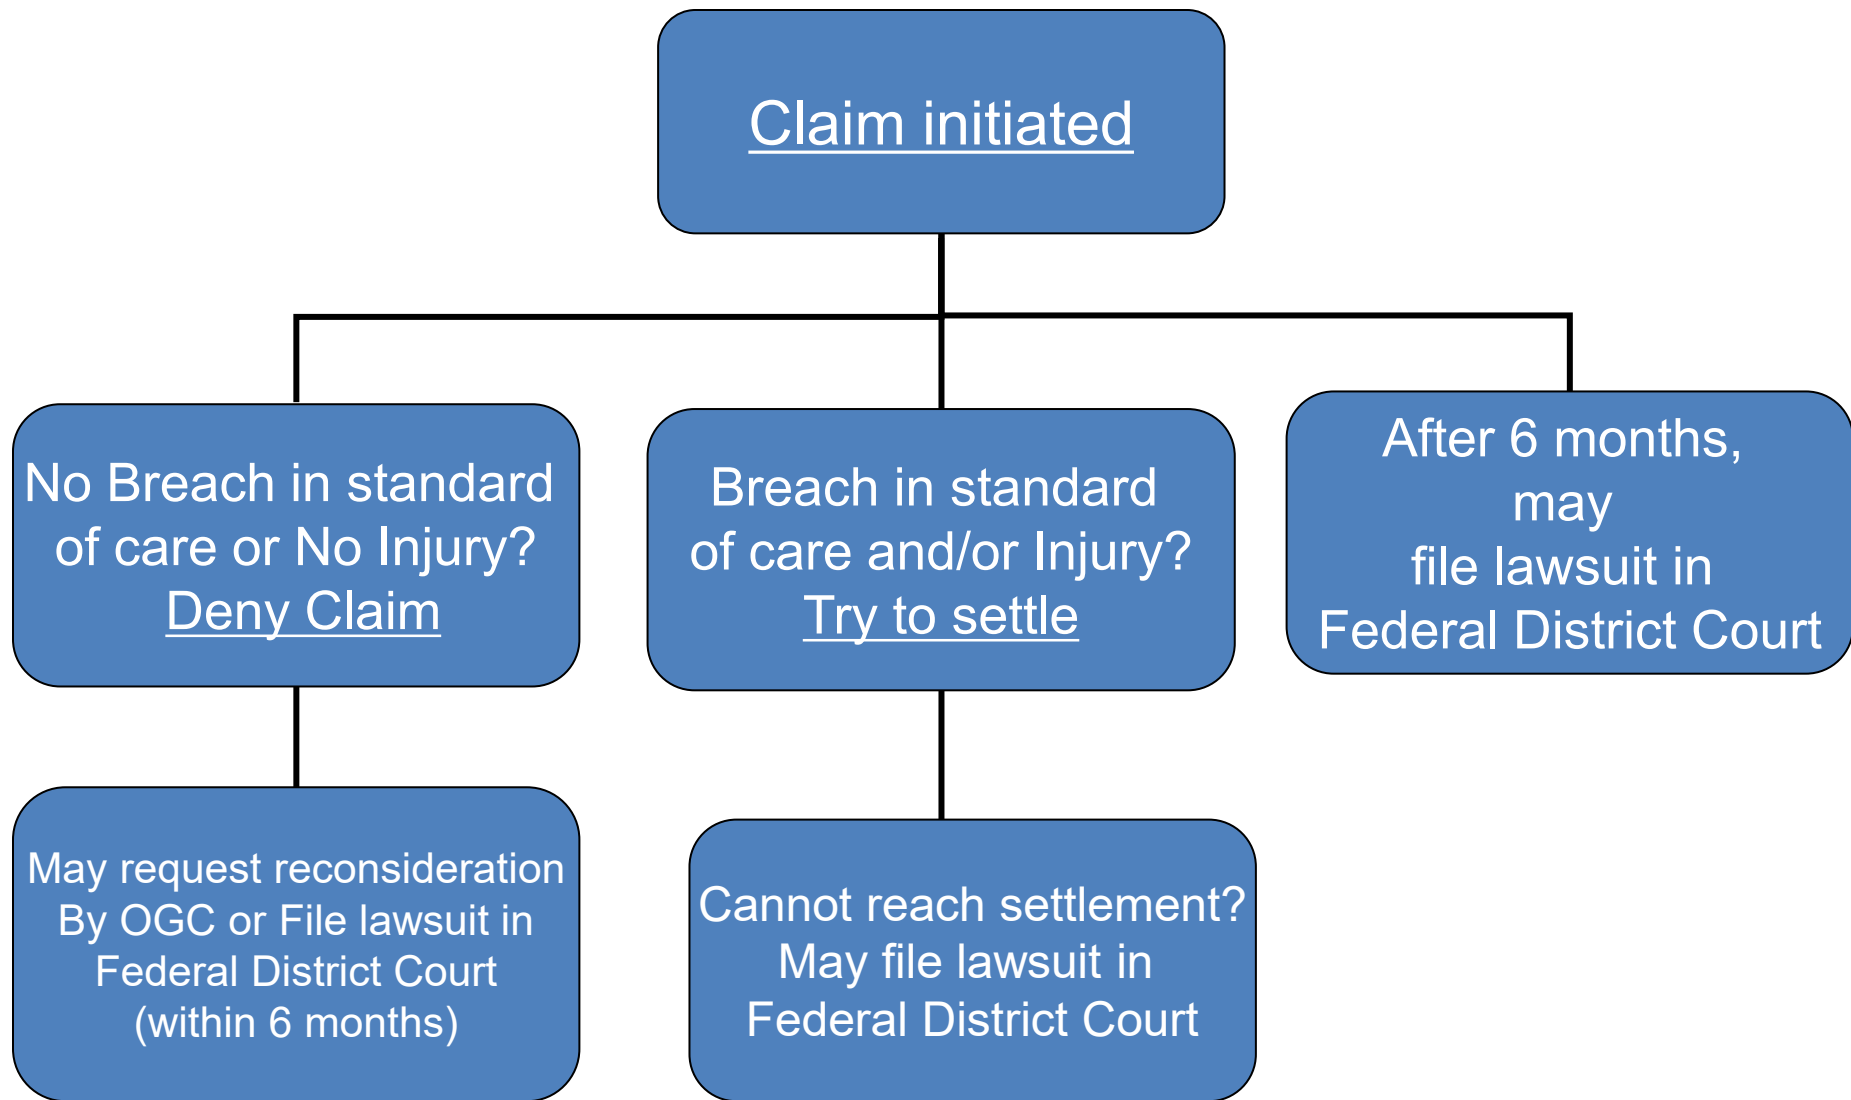 Claim initiated
No Breach in standard
of care or No Injury?
Deny Claim
Breach in standard
of care and/or Injury?
Try to settle
After 6 months,
may
file lawsuit in
Federal District Court
May request reconsideration
By OGC or File lawsuit in
Federal District Court
(within 6 months)
Cannot reach settlement?
May file lawsuit in
Federal District Court